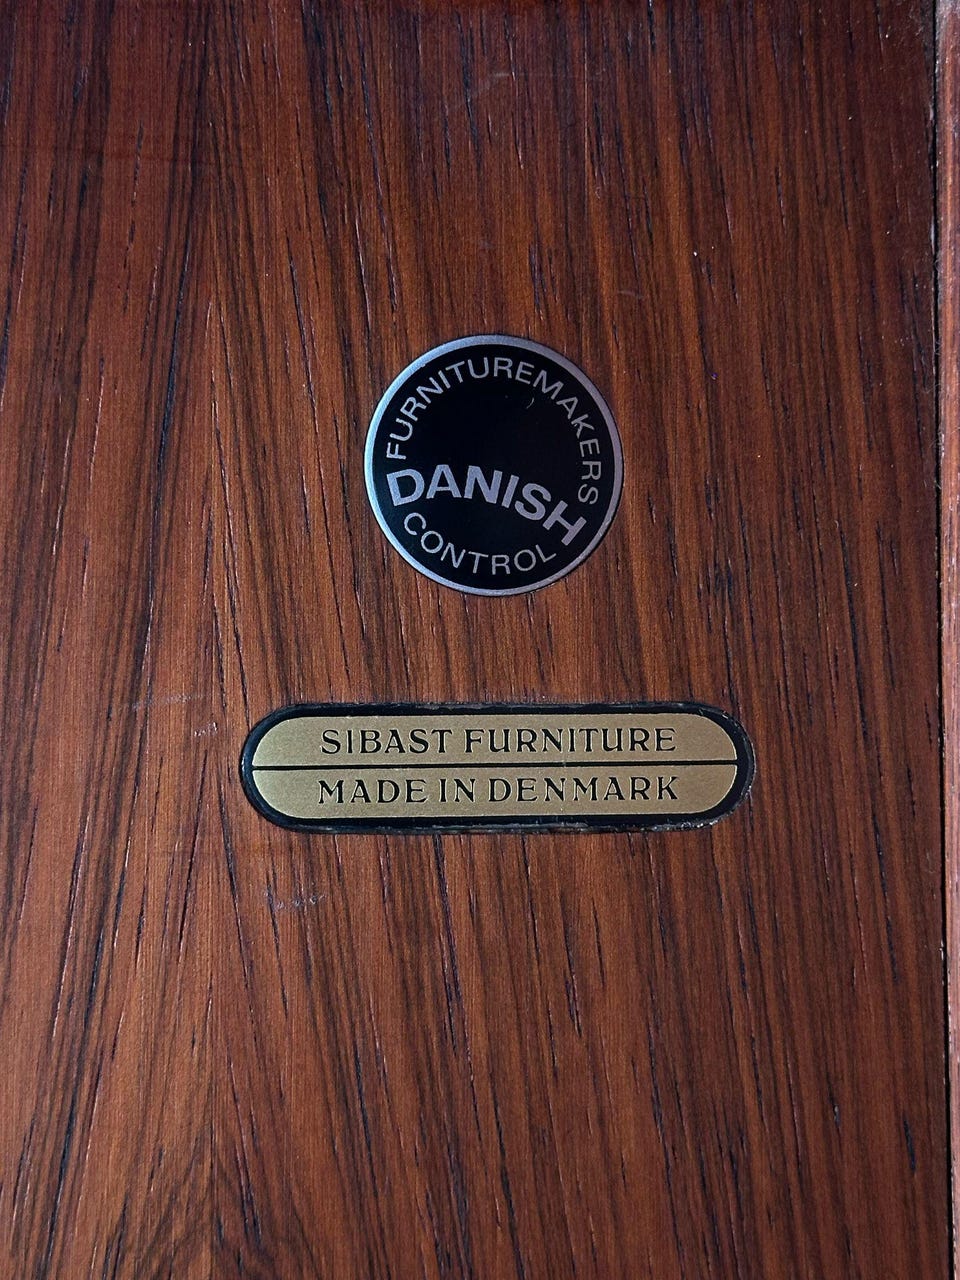 FURNITUREMAKERS
DANISH
CONTROL
SIBAST FURNITURE
MADE IN DENMARK